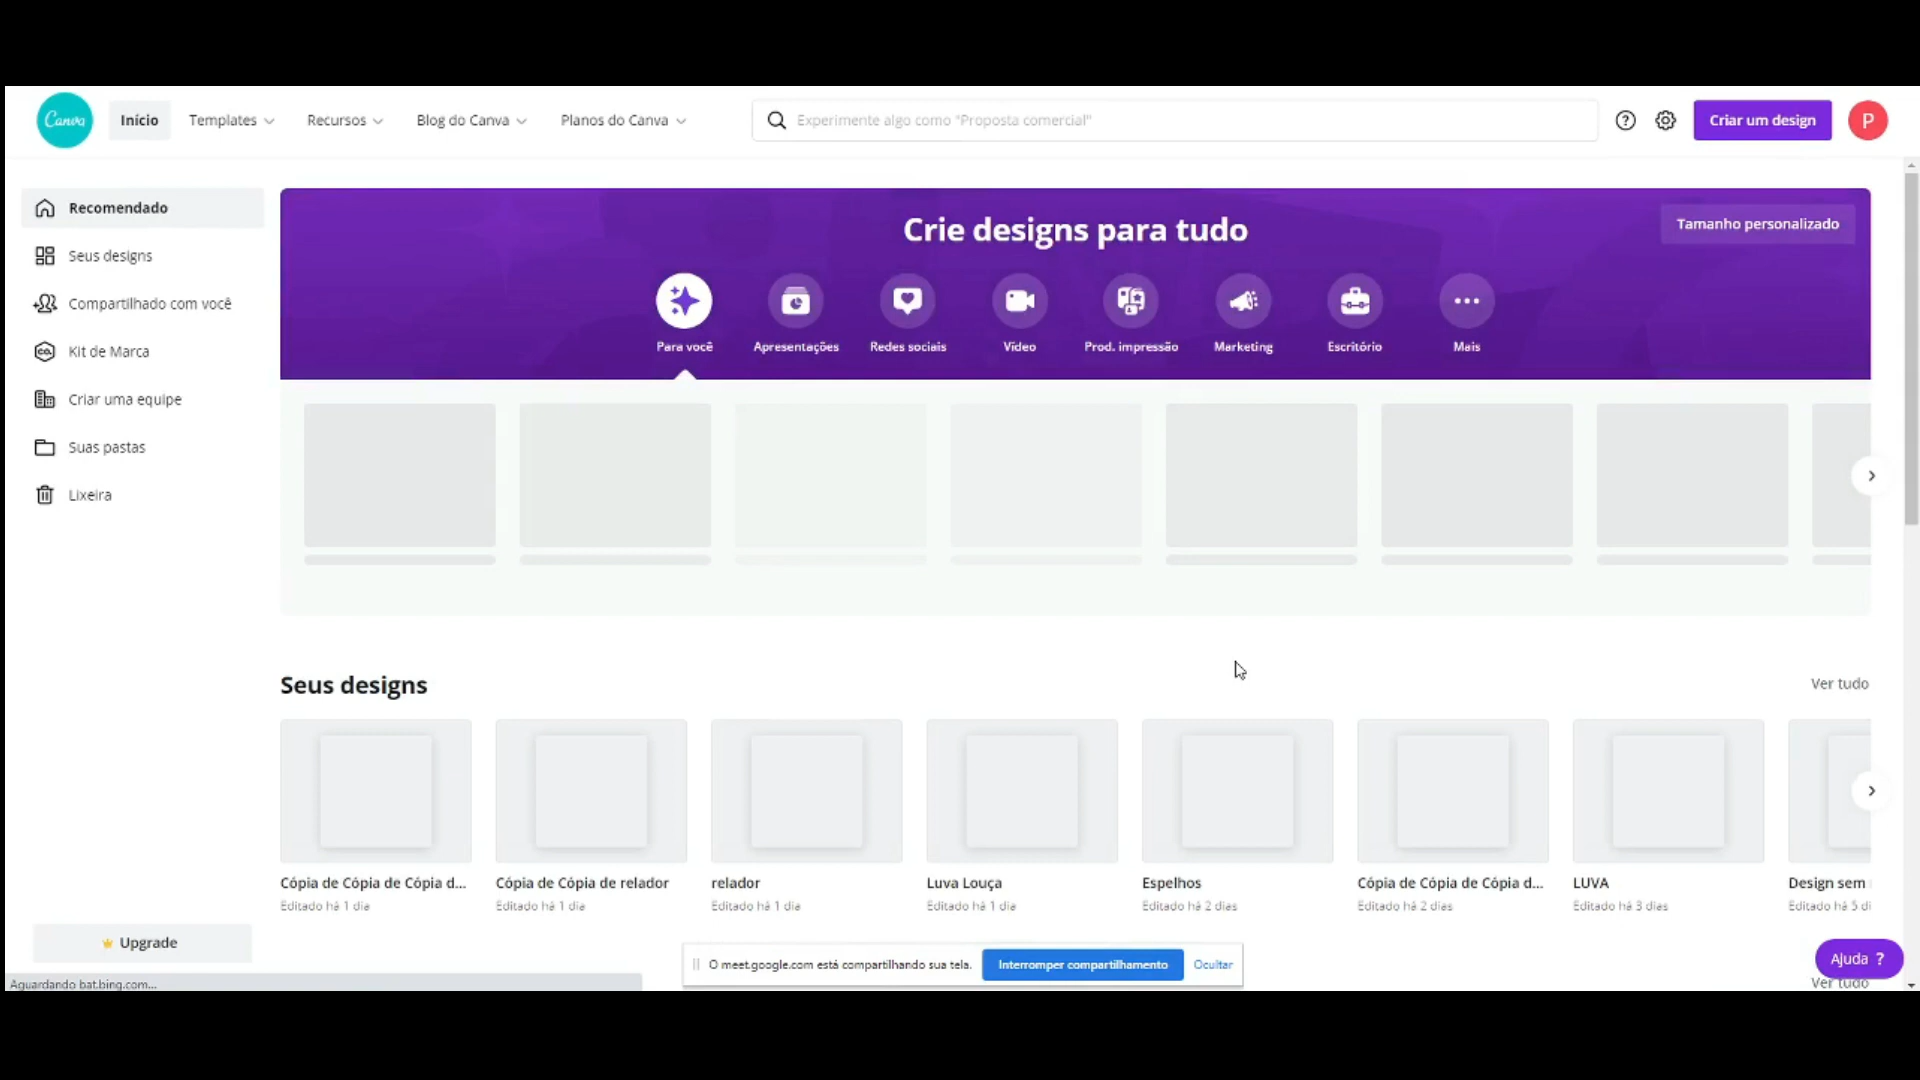 Canva
Início
Templates
Recursos
Blog do Canva
Planos do Canva
Experimente algo como "Proposta comercial"
Criar um design
P
Recomendado
Seus designs
Compartilhado com você
Kit de Marca
Criar uma equipe
Suas pastas
Lixeira
Upgrade
Crie designs para tudo
Tamanho personalizado
Para você
Apresentações
Redes sociais
Vídeo
Prod. impressão
Marketing
Escritório
Mais
Seus designs
Ver tudo
Cópia de Cópia de Cópia d...
Editado há 1 dia
Cópia de Cópia de relador
Editado há 1 dia
relador
Editado há 1 dia
Luva Louça
Editado há 1 dia
Espelhos
Editado há 2 dias
Cópia de Cópia de Cópia d...
Editado há 2 dias
LUVA
Editado há 3 dias
Design sem
Editado há 5 di
O meet.google.com está compartilhando sua tela.
Interromper compartilhamento
Ocultar
Ajuda ?
Ver tudo
Aguardando bat.bing.com...